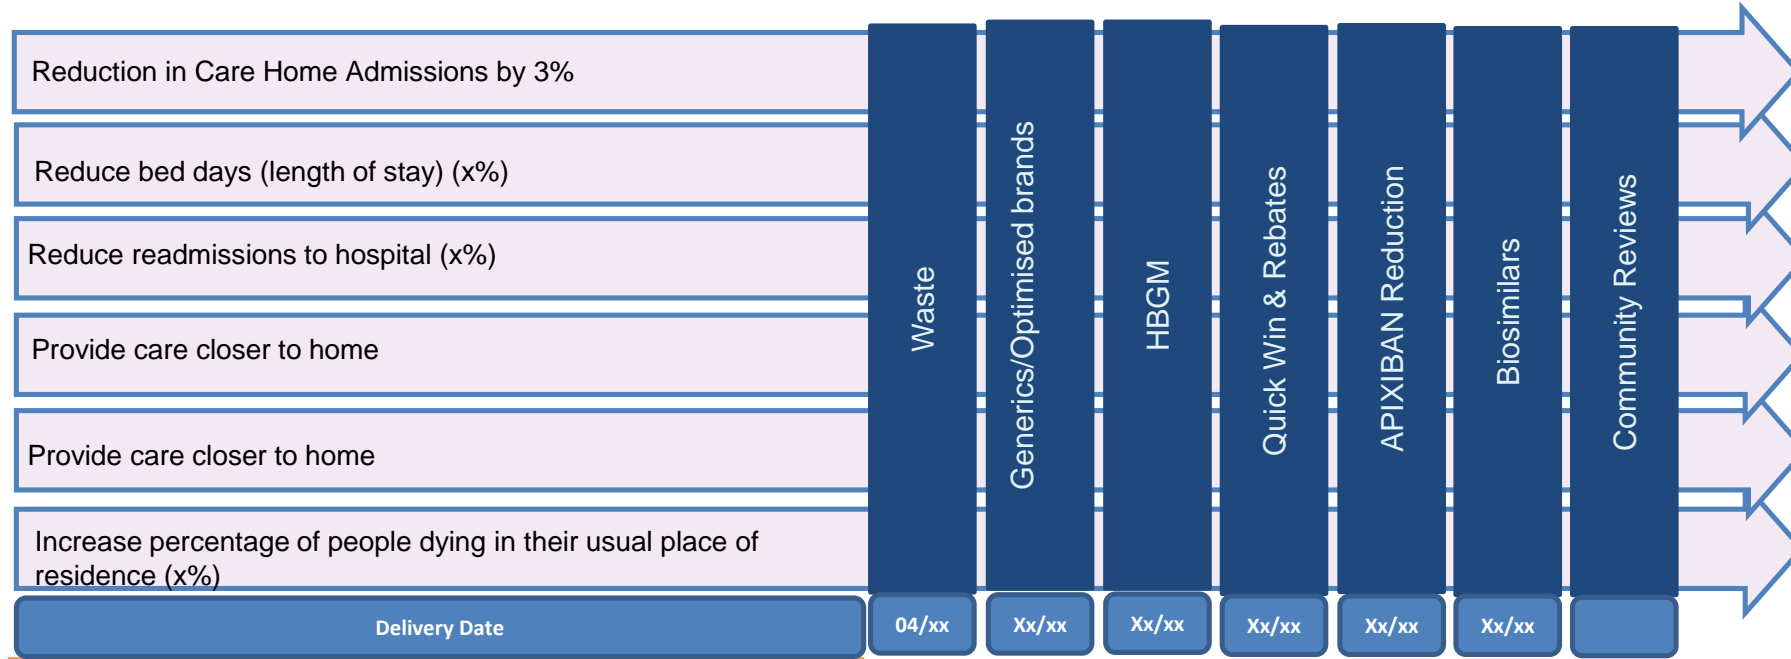 Reduction in Care Home Admissions by 3%
Reduce bed days (length of stay) (x%)
Reduce readmissions to hospital (x%)
Provide care closer to home
Provide care closer to home
Increase percentage of people dying in their usual place of
residence (x%)
Waste
Generics/Optimised brands
HBGM
Quick Win & Rebates
APIXIBAN Reduction
Biosimilars
Community Reviews
Delivery Date
04/xx
Xx/xx
Xx/xx
Xx/xx
Xx/xx
Xx/xx